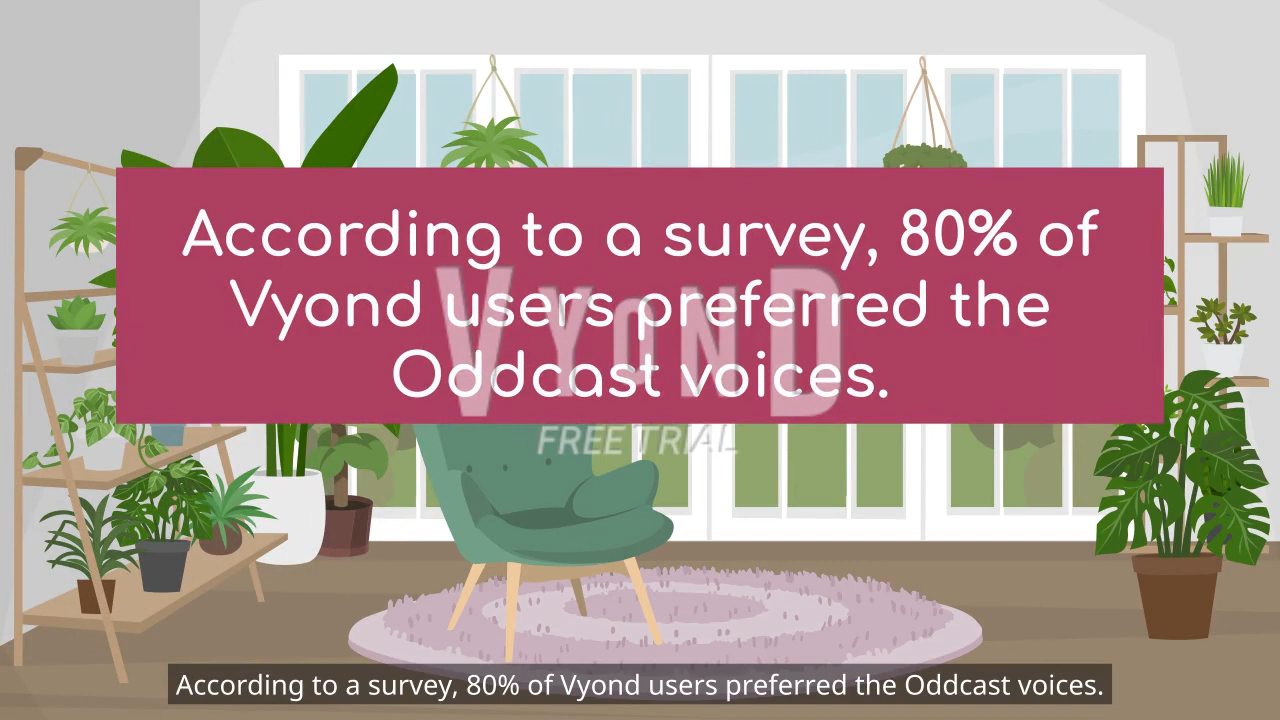 According to a survey, 80% of
Vyond users preferred the
Oddcast voices.
VYOND
FREE TRIAL
According to a survey, 80% of Vyond users preferred the Oddcast voices.